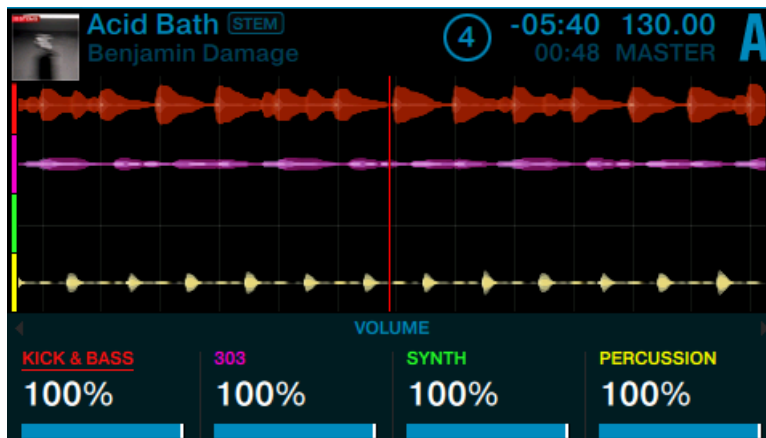 Acid Bath STEM
Benjamin Damage
4
-05:40 130.00
00:48 MASTER
A
VOLUME
KICK & BASS
100%
303
100%
SYNTH
100%
PERCUSSION
100%